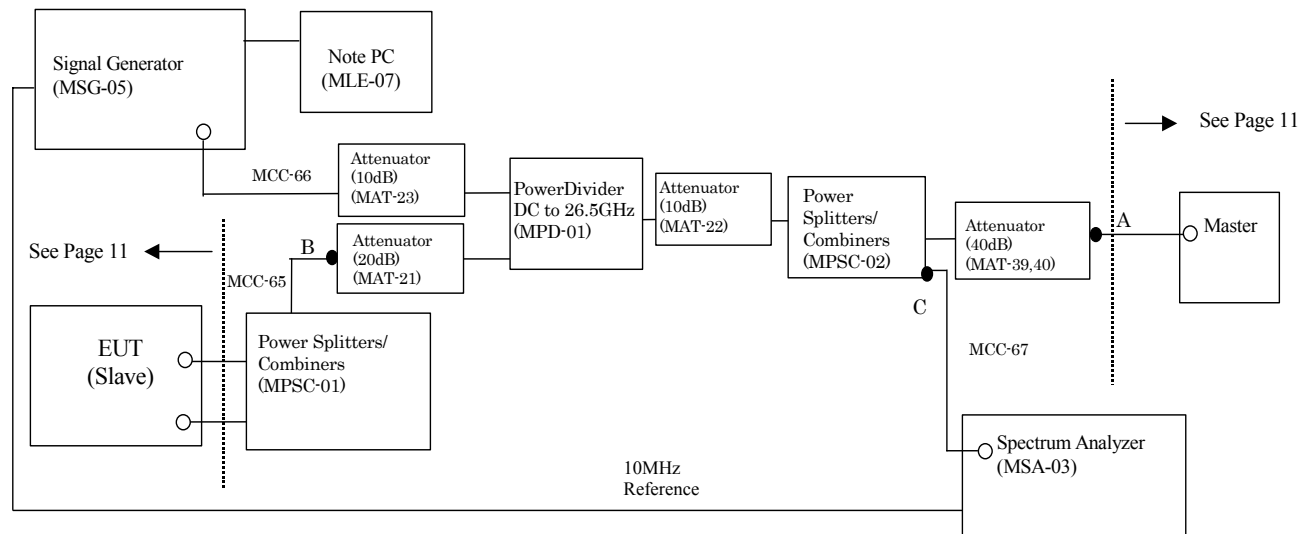 Signal Generator
(MSG-05)
Note PC
(MLE-07)
See Page 11
MCC-66
Attenuator
(10dB)
(MAT-23)
PowerDivider
DC to 26.5GHz
(MPD-01)
Attenuator
(10dB)
(MAT-22)
Power
Splitters/
Combiners
(MPSC-02)
Attenuator
(40dB)
(MAT-39,40)
A
Master
See Page 11
B
Attenuator
(20dB)
(MAT-21)
MCC-65
C
EUT
(Slave)
Power Splitters/
Combiners
(MPSC-01)
MCC-67
Spectrum Analyzer
(MSA-03)
10MHz
Reference